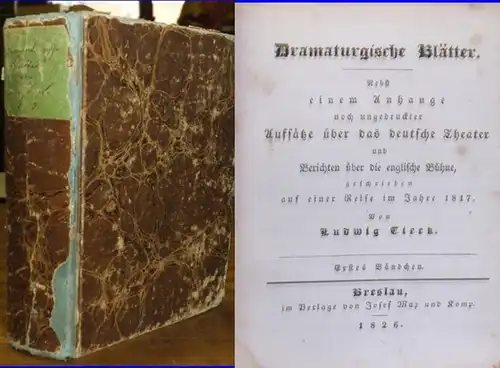 Dramaturgische Blätter.
Nebst
einem Anhange
noch ungedruckter
Aufsätze über das deutsche Theater
und
Berichten über die englische Bühne,
geschrieben
auf einer Reise im Jahre 1817.
Von
Ludwig Tieck.
Erstes Bändchen.
Breslau,
im Verlage von Josef Max und Komp.
1826.